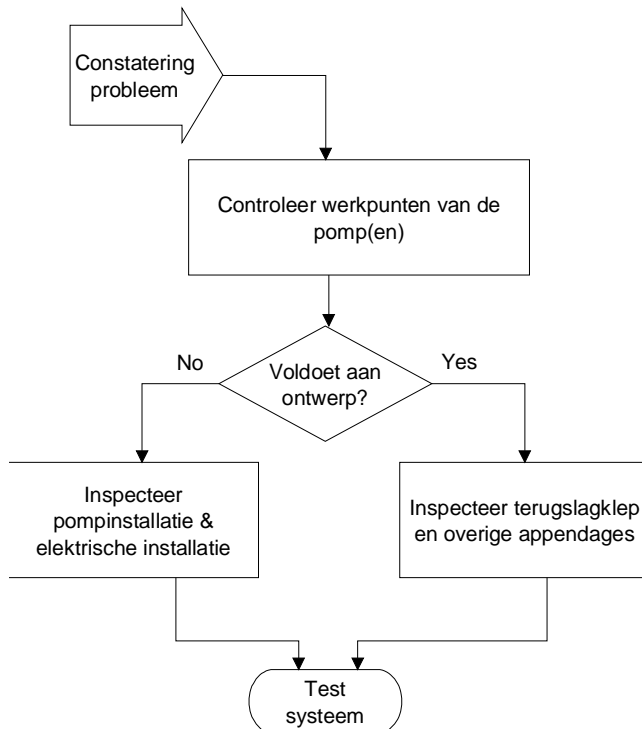 Constatering
probleem
Controleer werkpunten van de
pomp(en)
No
Voldoet aan
ontwerp?
Yes
Inspecteer
pompinstallatie &
elektrische installatie
Inspecteer terugslagklep
en overige appendages
Test
systeem